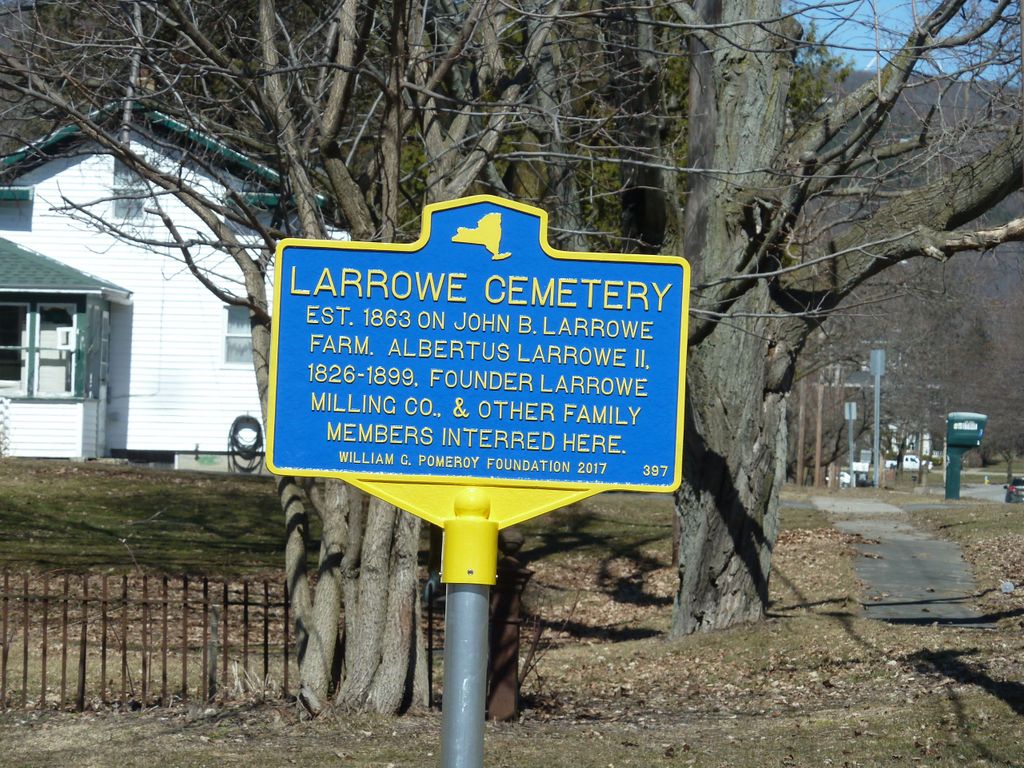 LARROWE CEMETERY
EST. 1863 ON JOHN B. LARROWE
FARM. ALBERTUS LARROWE II,
1826-1899, FOUNDER LARROWE
MILLING CO., & OTHER FAMILY
MEMBERS INTERRED HERE.
WILLIAM G. POMEROY FOUNDATION 2017 397